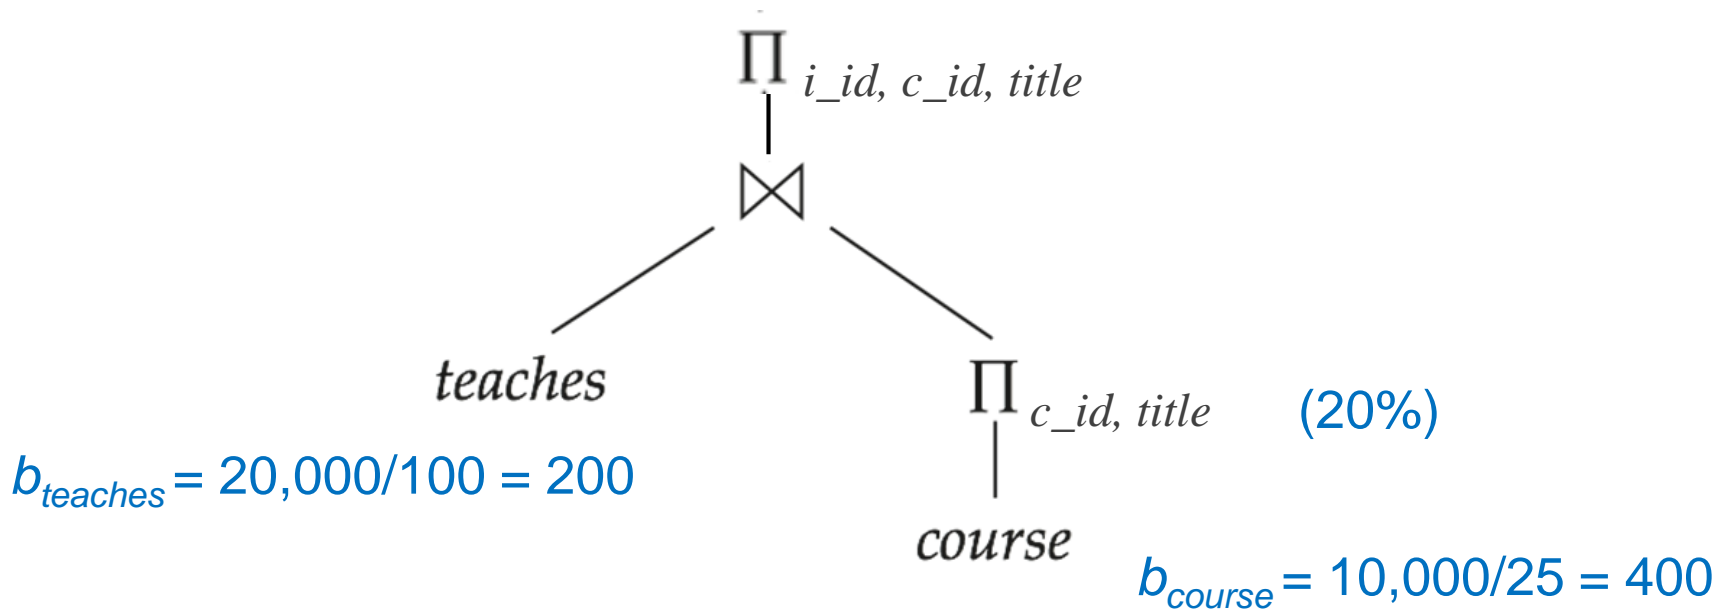 ∏ i_id, c_id, title
⋈
teaches
∏ c_id, title (20%)
b_teaches = 20,000/100 = 200
course
b_course = 10,000/25 = 400